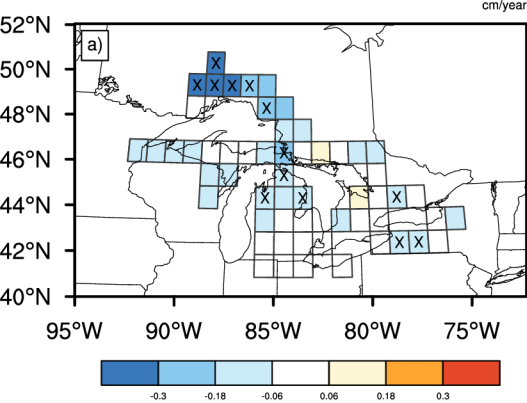 cm/year
52°N
a)
50°N
X
X X X X
X
48°N
X
46°N
X
X X X
44°N
X X
42°N
40°N
95°W 90°W 85°W 80°W 75°W
-0.3 -0.18 -0.06 0.06 0.18 0.3